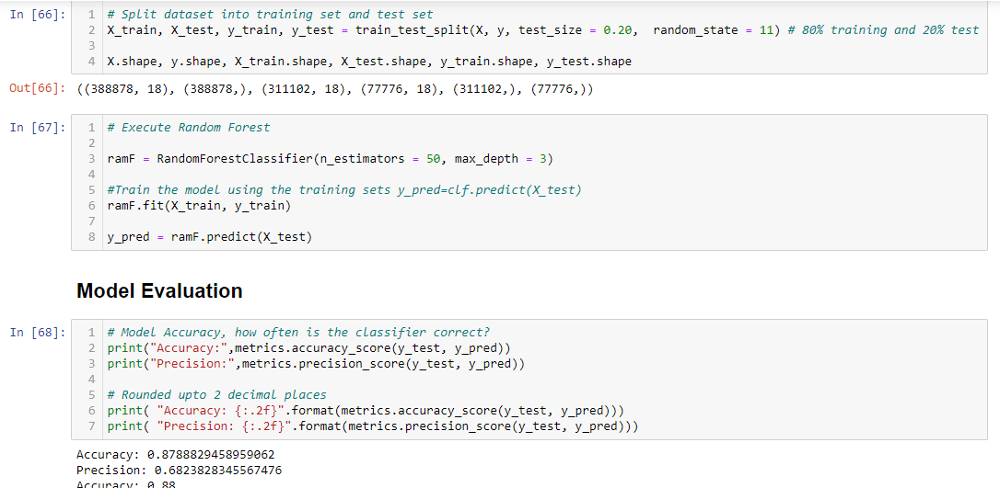 In [66]:
1 # Split dataset into training set and test set
2 X_train, X_test, y_train, y_test = train_test_split(X, y, test_size = 0.20,  random_state = 11) # 80% training and 20% test
3
4 X.shape, y.shape, X_train.shape, X_test.shape, y_train.shape, y_test.shape
Out[66]: ((388878, 18), (388878,), (311102, 18), (77776, 18), (311102,), (77776,))
In [67]:
1 # Execute Random Forest
2
3 ramF = RandomForestClassifier(n_estimators = 50, max_depth = 3)
4
5 #Train the model using the training sets y_pred=clf.predict(X_test)
6 ramF.fit(X_train, y_train)
7
8 y_pred = ramF.predict(X_test)
Model Evaluation
In [68]:
1 # Model Accuracy, how often is the classifier correct?
2 print("Accuracy:",metrics.accuracy_score(y_test, y_pred))
3 print("Precision:",metrics.precision_score(y_test, y_pred))
4
5 # Rounded upto 2 decimal places
6 print( "Accuracy: {:.2f}".format(metrics.accuracy_score(y_test, y_pred)))
7 print( "Precision: {:.2f}".format(metrics.precision_score(y_test, y_pred)))
Accuracy: 0.8788829458959062
Precision: 0.6823828345567476
Accuracy: 0.88